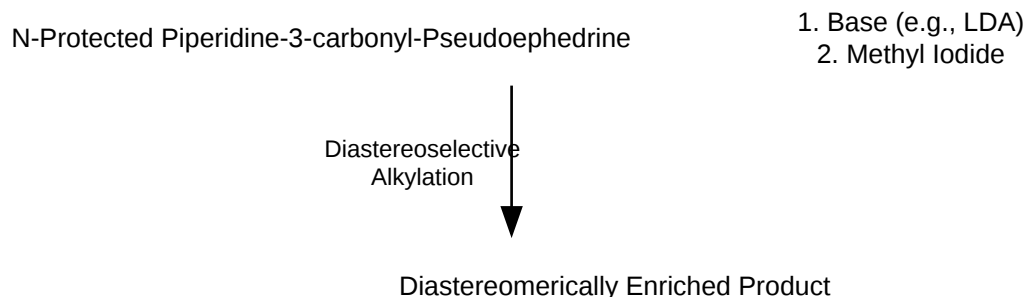 N-Protected Piperidine-3-carbonyl-Pseudoephedrine
1. Base (e.g., LDA)
2. Methyl Iodide
Diastereoselective
Alkylation
Diastereomerically Enriched Product